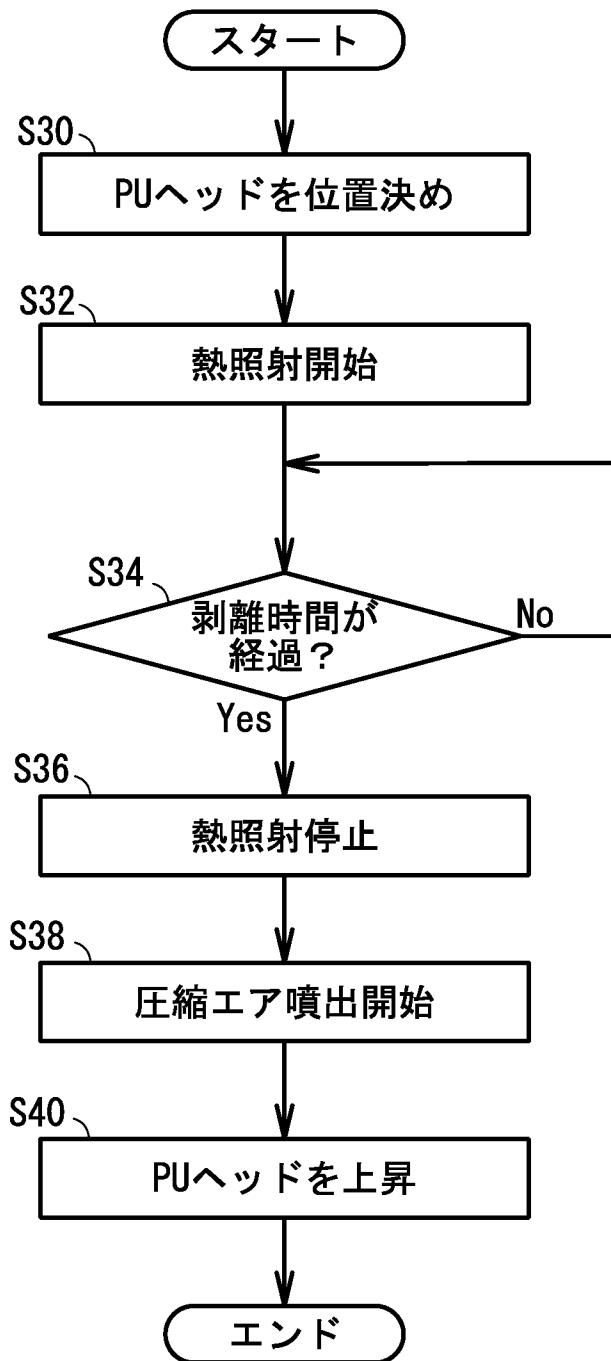 スタート
S30
PUヘッドを位置決め
S32
熱照射開始
S34
剥離時間が
経過?
No
Yes
S36
熱照射停止
S38
圧縮エア噴出開始
S40
PUヘッドを上昇
エンド